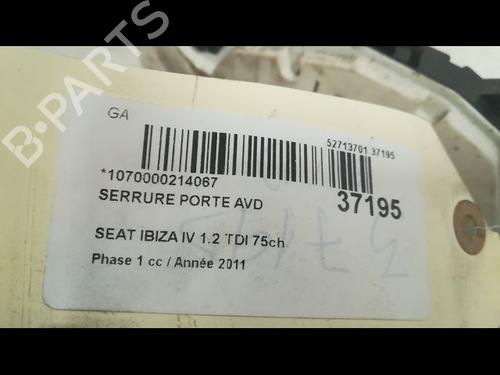 GA
52713701 37195
*1070000214067
SERRURE PORTE AVD
37195
SEAT IBIZA IV 1.2 TDI 75ch
Phase 1 cc / Année 2011
B-PARTS